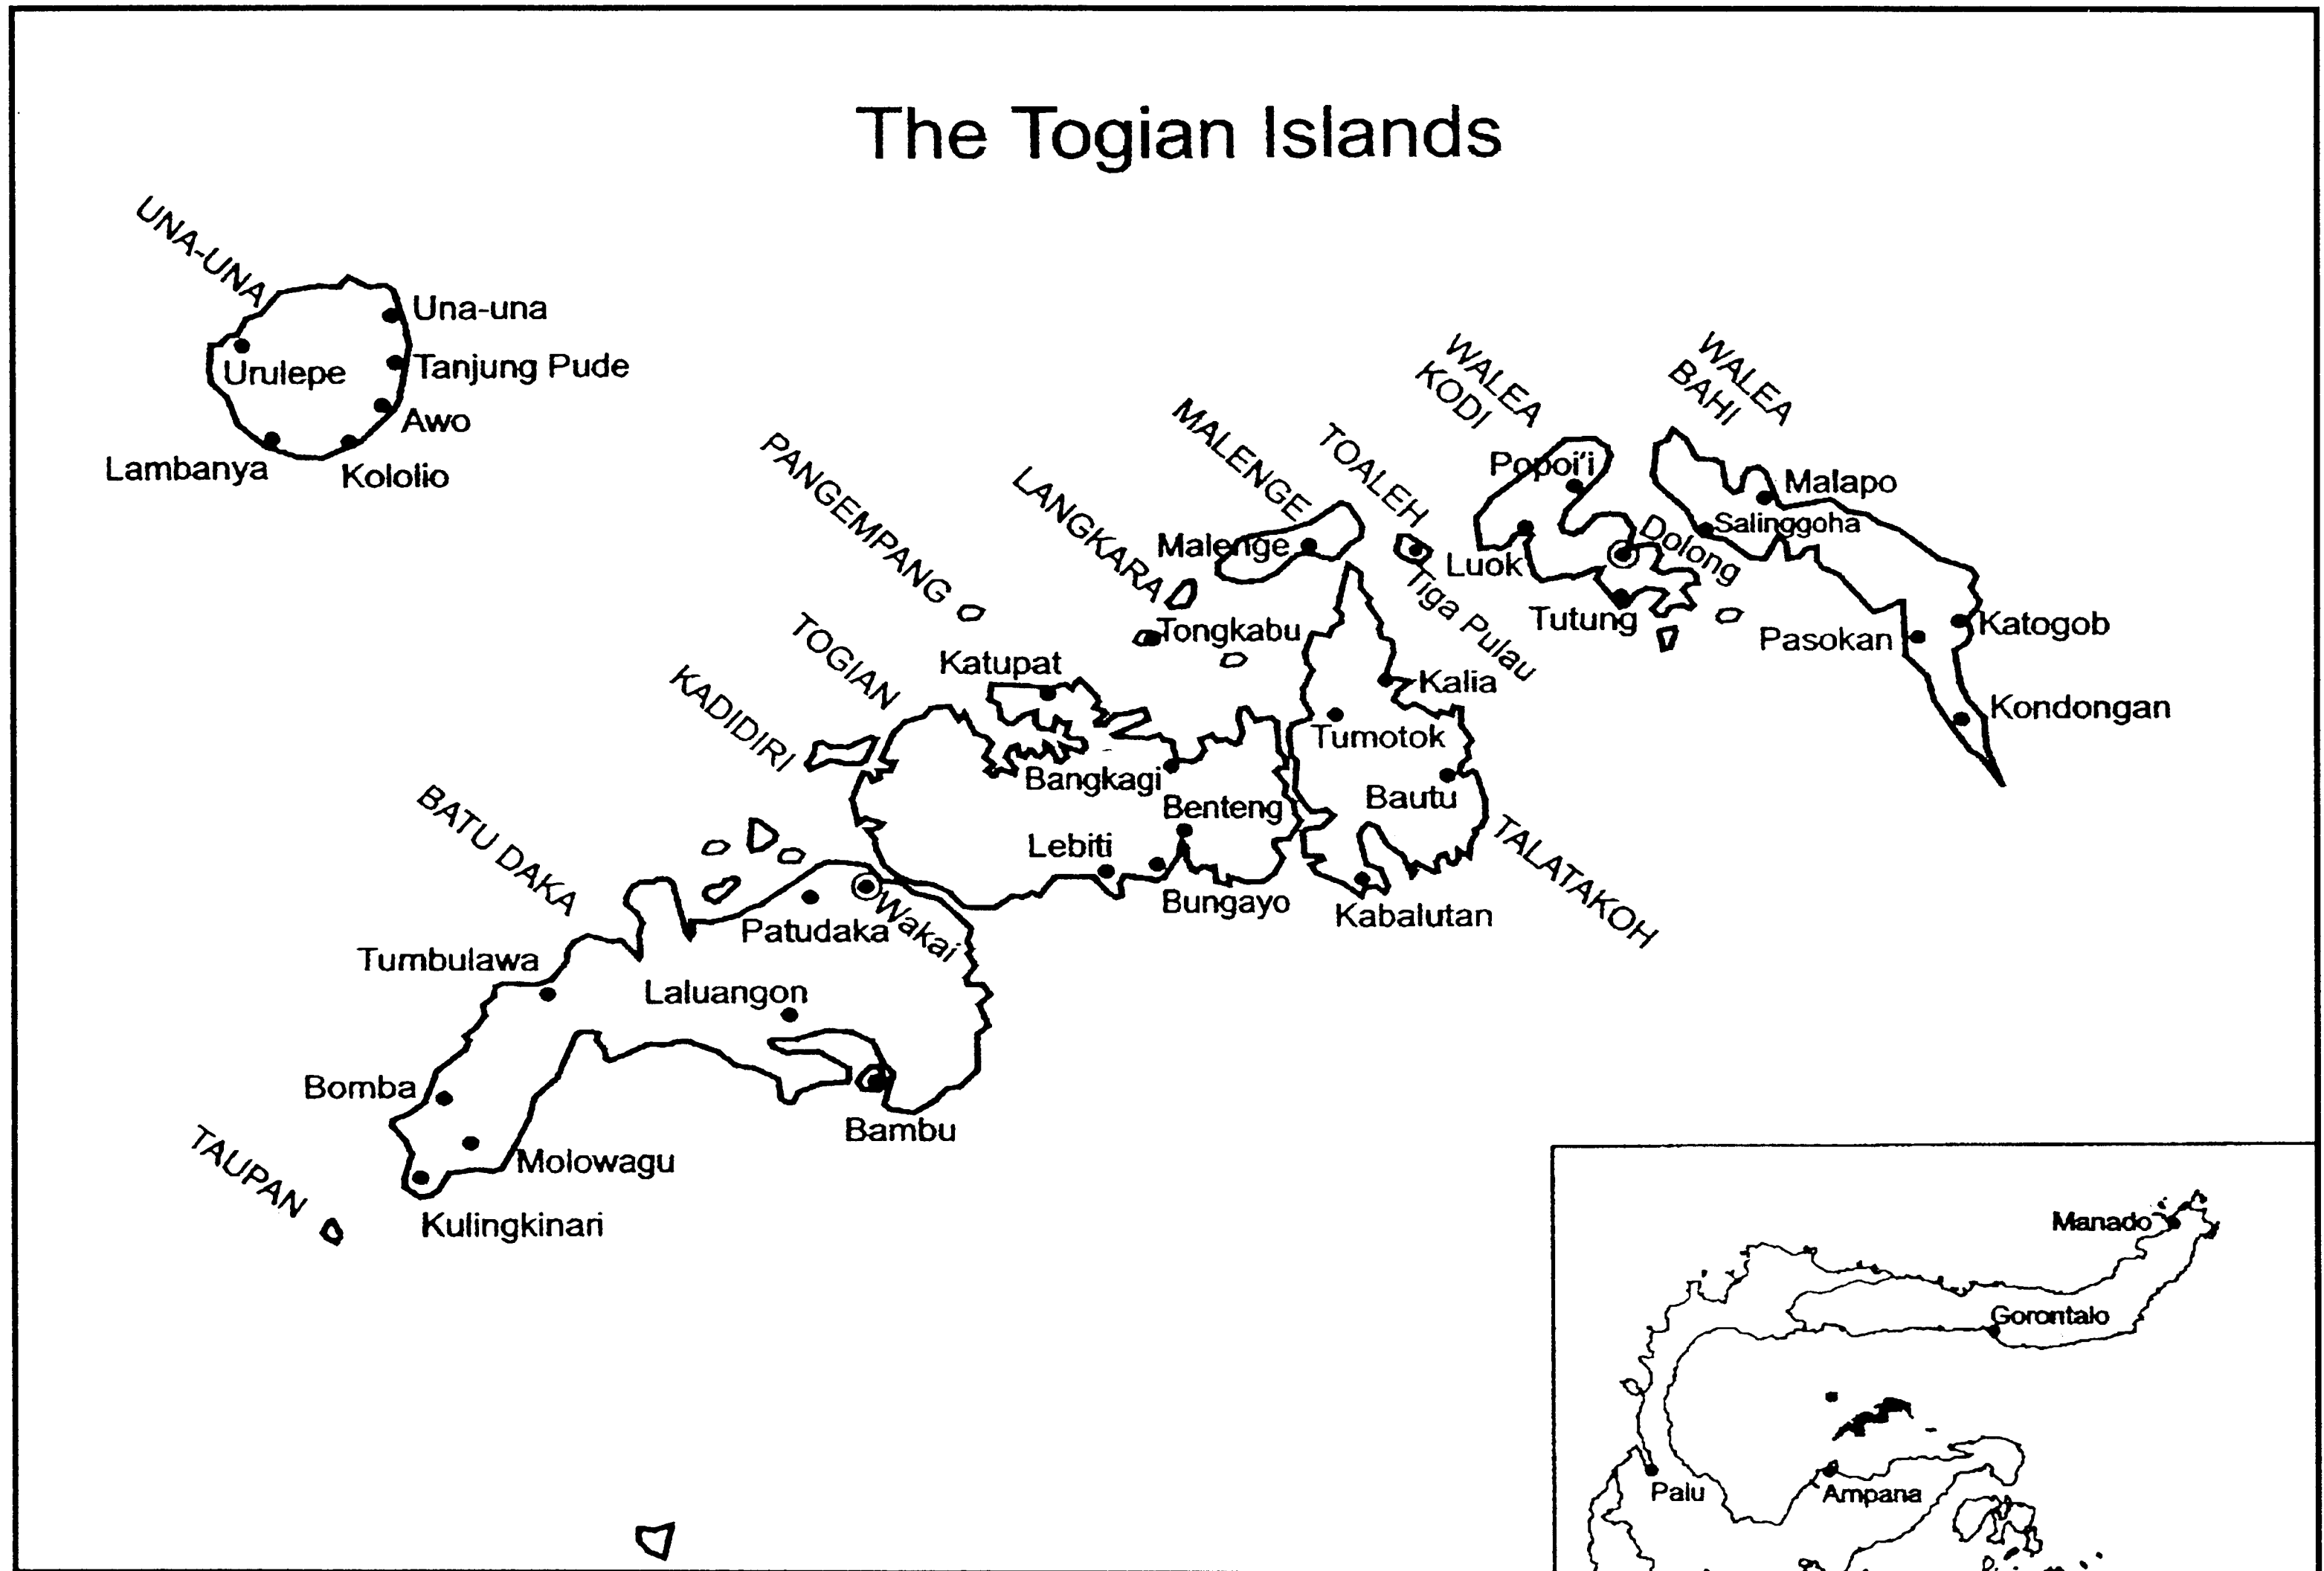 The Togian Islands
UNA-UNA
Una-una
Urulepe
Tanjung Pude
Awo
Lambanya
Kololio
WALEA
KODI
WALEA
BAHI
MALENGE
TOALEH
PANGEMPANG
LANGKARA
Popoi'i
Malapo
Salinggoha
Dolong
Malenge
Luok
Tiga Pulau
Tutung
Tongkabu
Pasokan
Katogob
TOGIAN
Katupat
KADIDIRI
Kalia
Kondongan
Tumotok
Bangkagi
Bautu
Benteng
BATU DAKA
Lebiti
TALATAKOH
Bungayo
Kabalutan
Patudaka
Wakai
Tumbulawa
Laluangon
Bomba
Bambu
TAUPAN
Molowagu
Kulingkinari
Manado
Gorontalo
Palu
Ampana